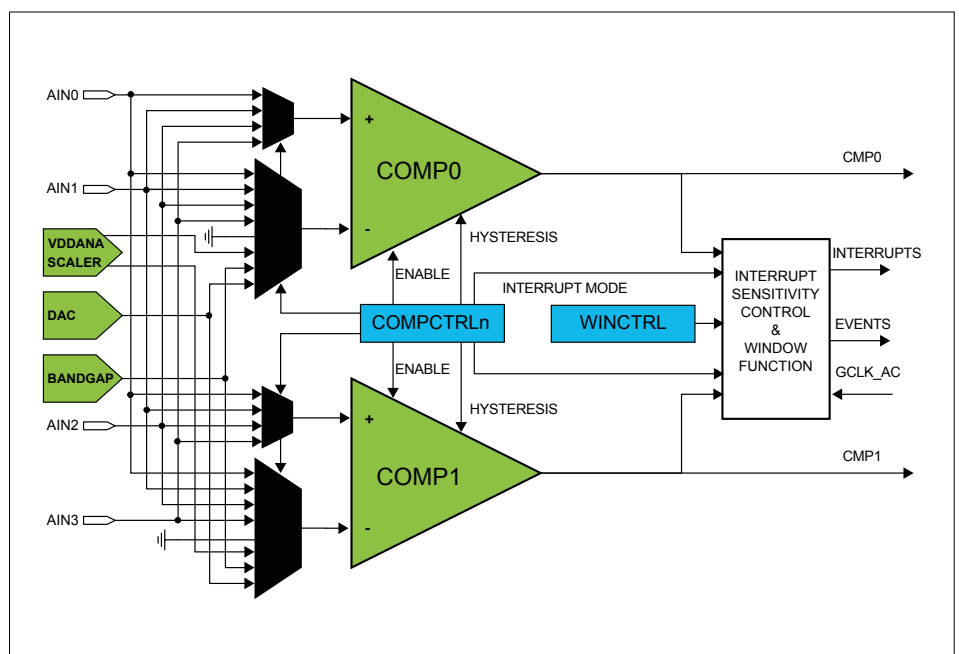 AIN0
+
COMP0
-
CMP0
AIN1
VDDANA
SCALER
HYSTERESIS
ENABLE
INTERRUPT MODE
INTERRUPT
SENSITIVITY
CONTROL
&
WINDOW
FUNCTION
INTERRUPTS
DAC
COMPCTRLn
WINCTRL
EVENTS
BANDGAP
ENABLE
GCLK_AC
HYSTERESIS
AIN2
+
COMP1
-
CMP1
AIN3